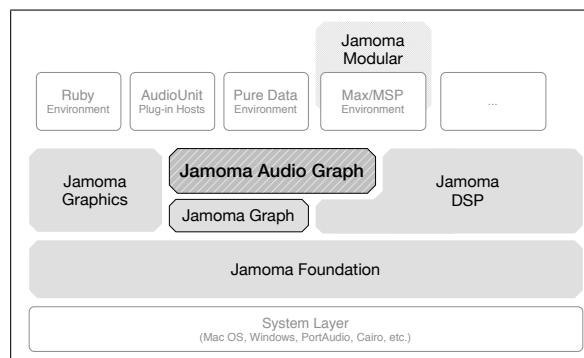 Jamoma
Modular
Ruby
Environment
AudioUnit
Plug-in Hosts
Pure Data
Environment
Max/MSP
Environment
...
Jamoma
Graphics
Jamoma Audio Graph
Jamoma Graph
Jamoma
DSP
Jamoma Foundation
System Layer
(Mac OS, Windows, PortAudio, Cairo, etc.)